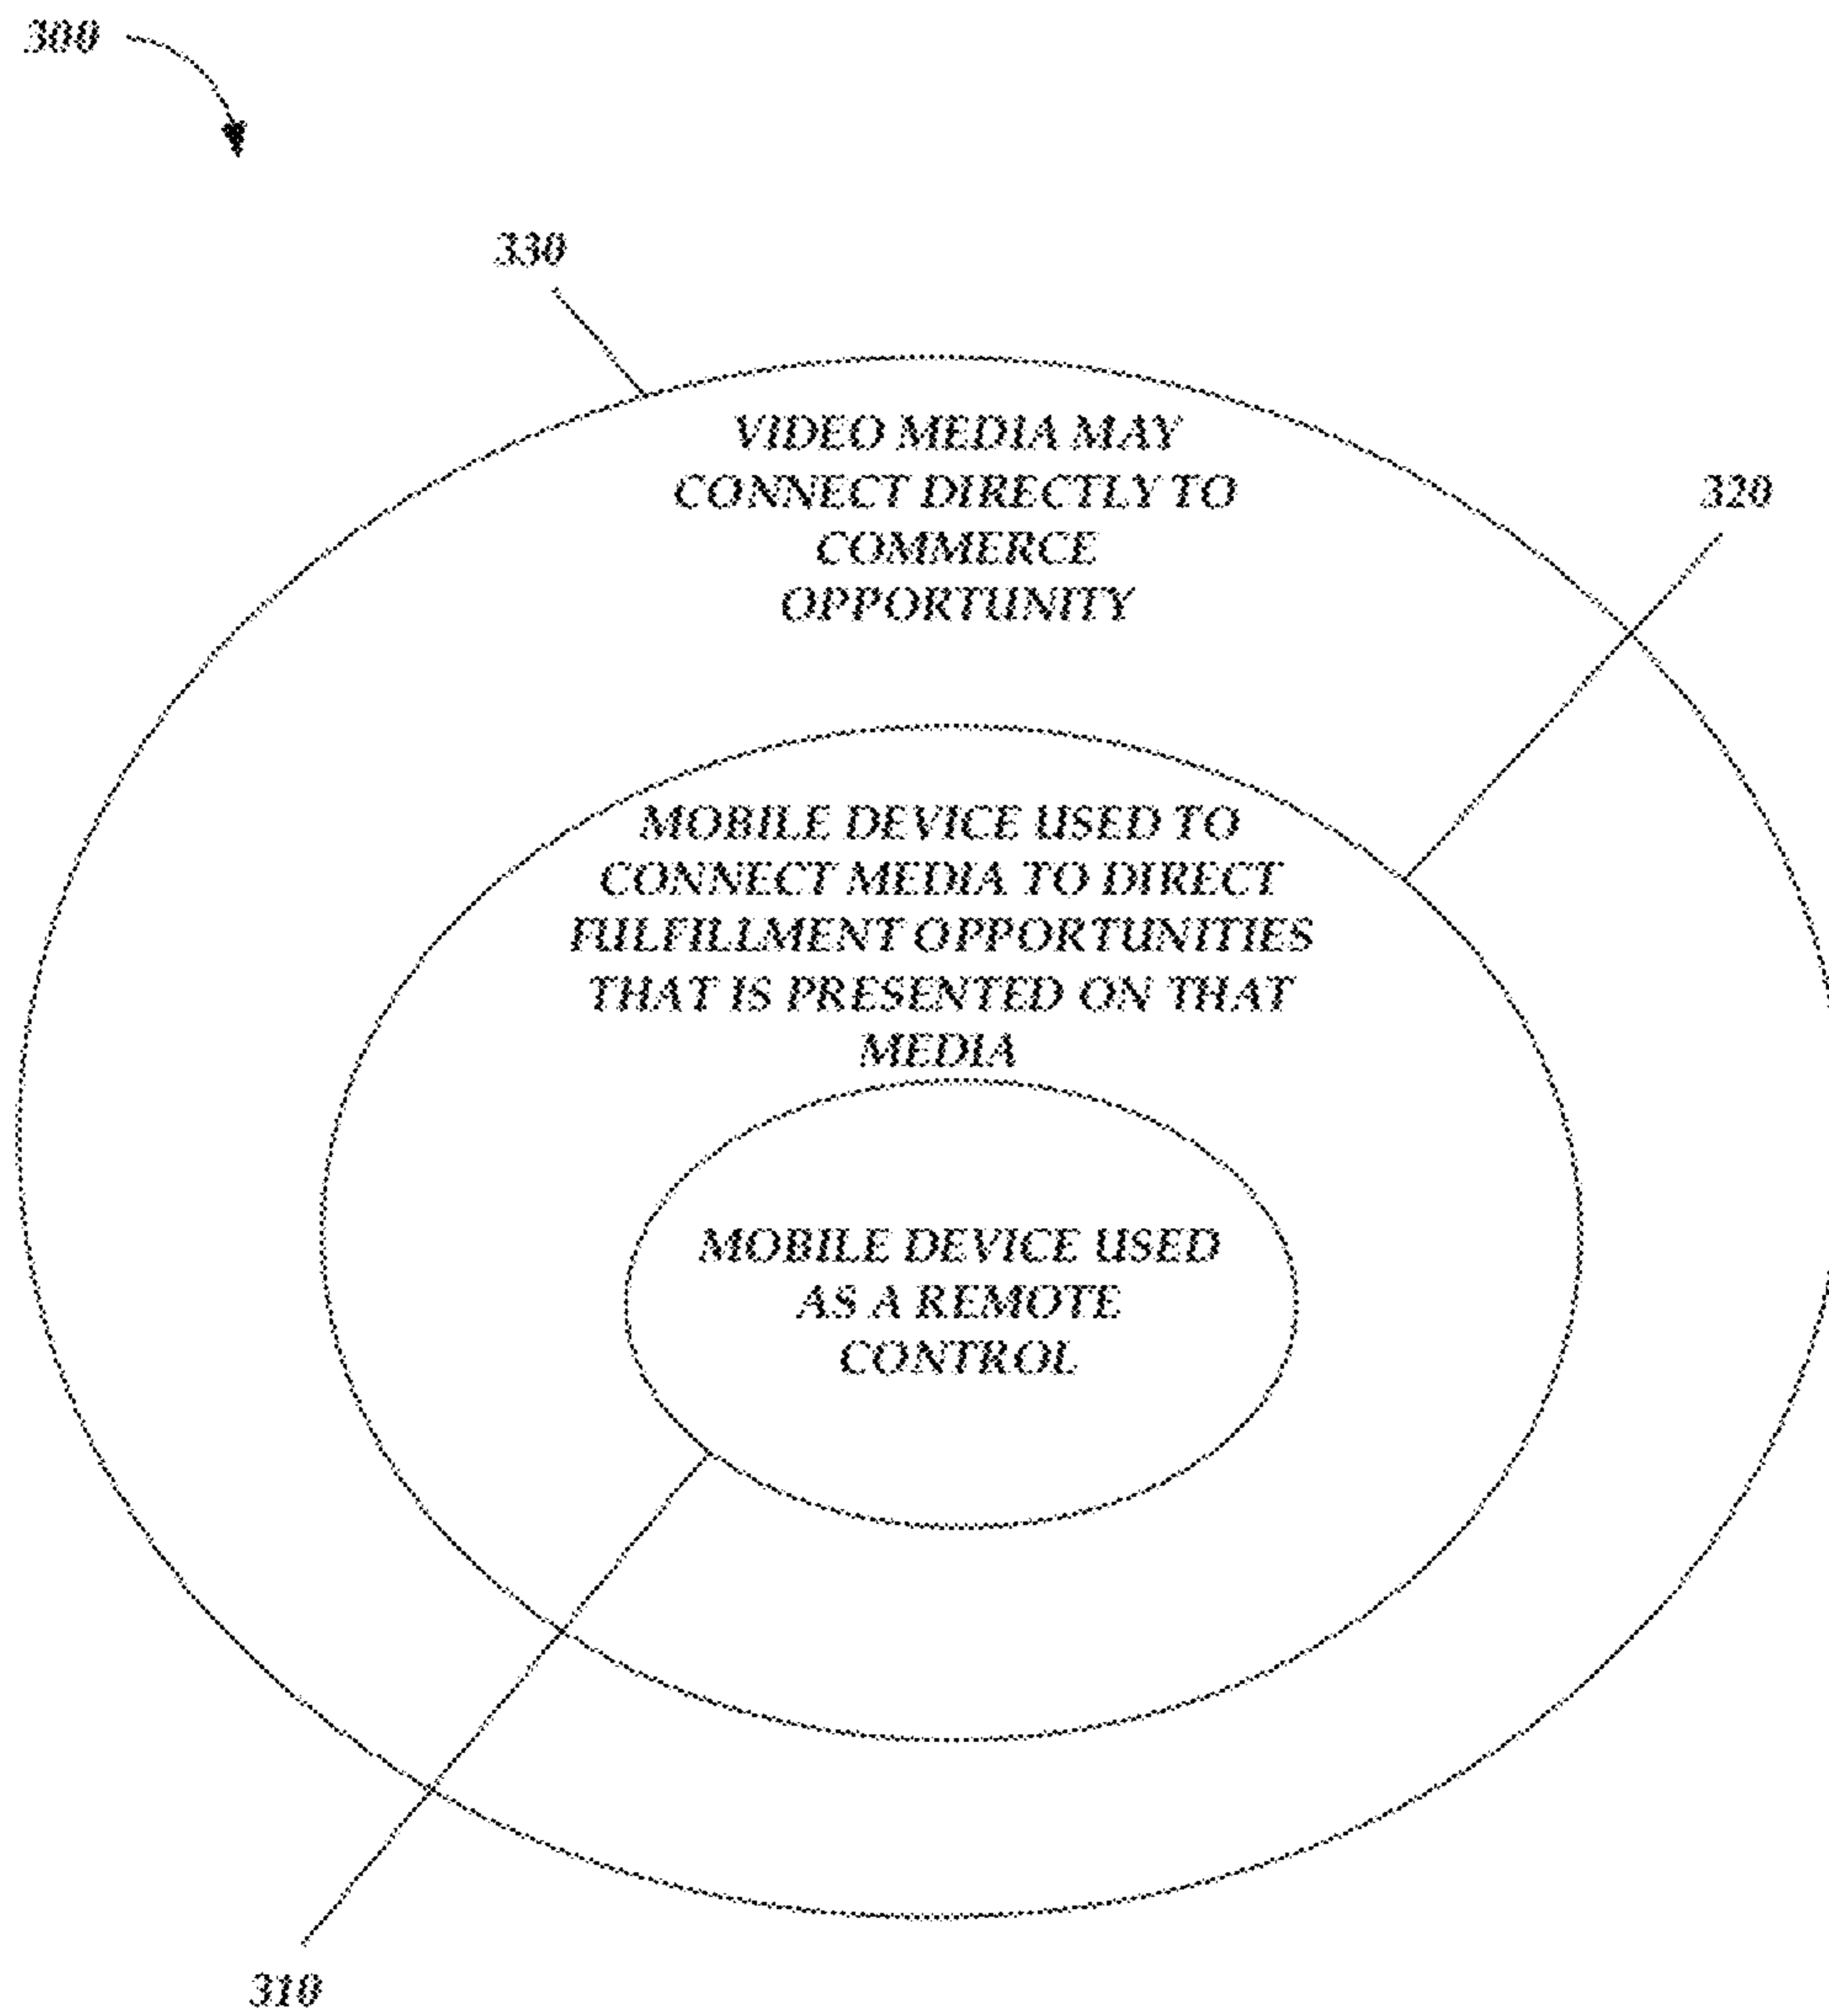 300
330
VIDEO MEDIA MAY
CONNECT DIRECTLY TO
COMMERCE
OPPORTUNITY
320
MOBILE DEVICE USED TO
CONNECT MEDIA TO DIRECT
FULFILLMENT OPPORTUNITIES
THAT IS PRESENTED ON THAT
MEDIA
MOBILE DEVICE USED
AS A REMOTE
CONTROL
310